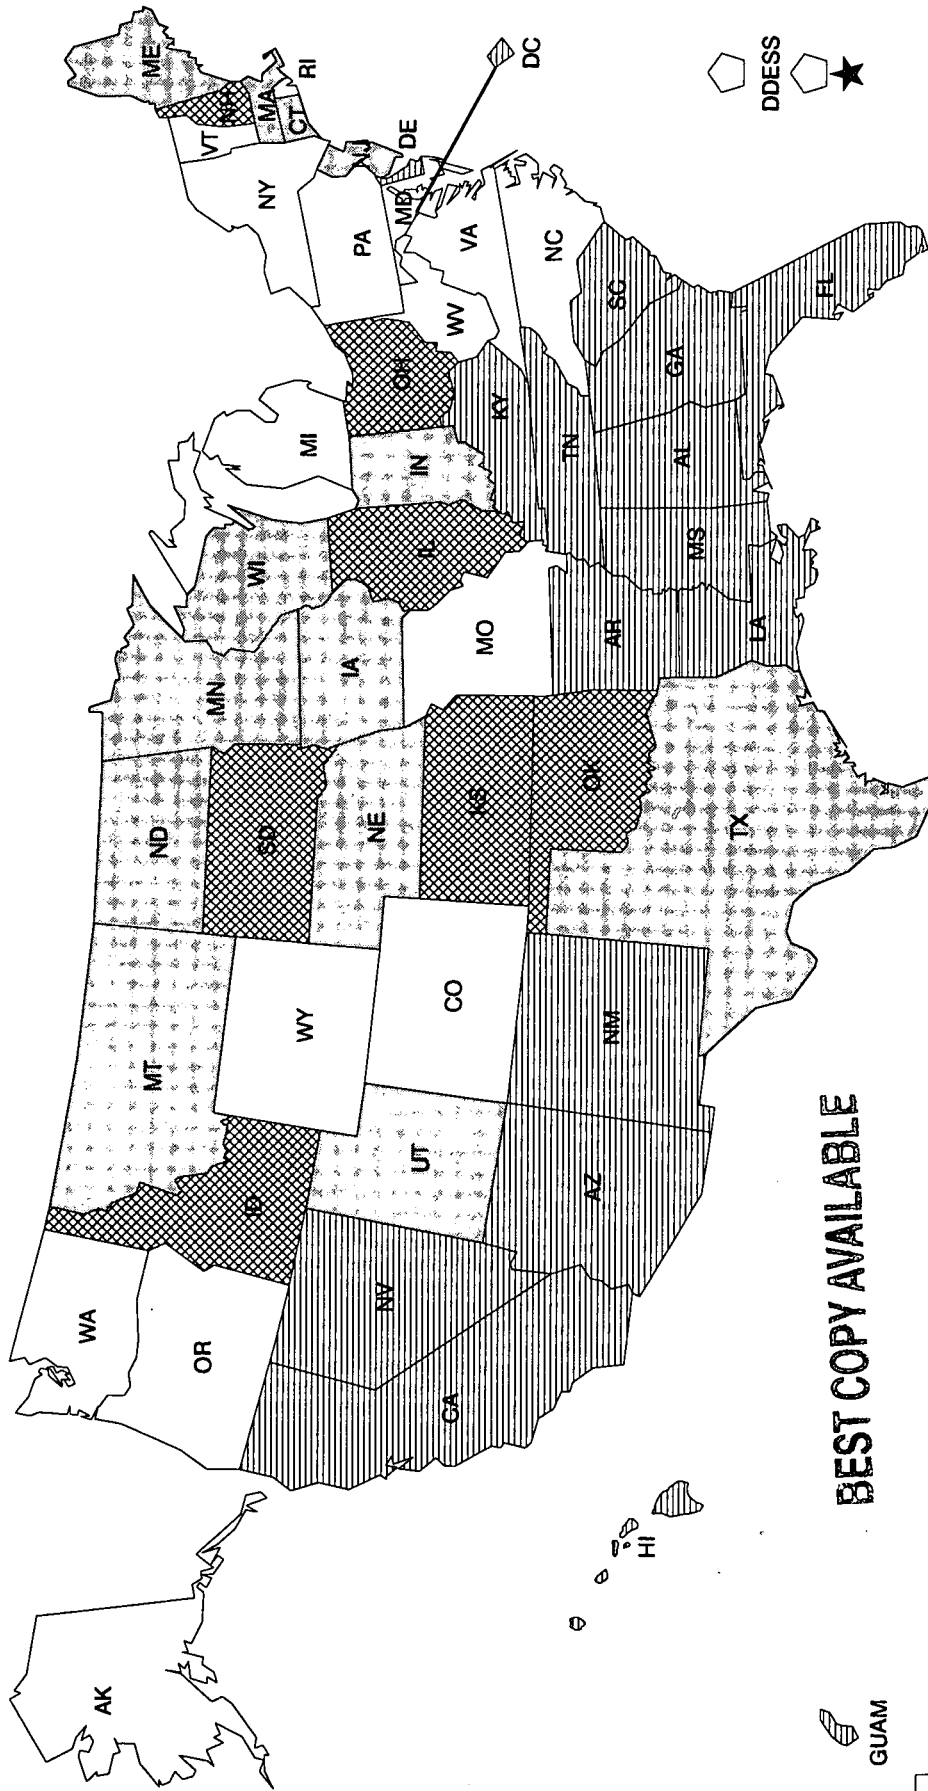 AK
WA
OR
CA
NV
ID
MT
WY
UT
AZ
CO
NM
ND
SD
NE
KS
OK
TX
MN
IA
MO
AR
LA
WI
IL
MI
IN
OH
KY
TN
MS
AL
GA
FL
SC
NC
VA
WV
PA
NY
VT
NH
ME
MA
CT
RI
NJ
DE
MD
DC
HI
GUAM
DDESS
BEST COPY AVAILABLE